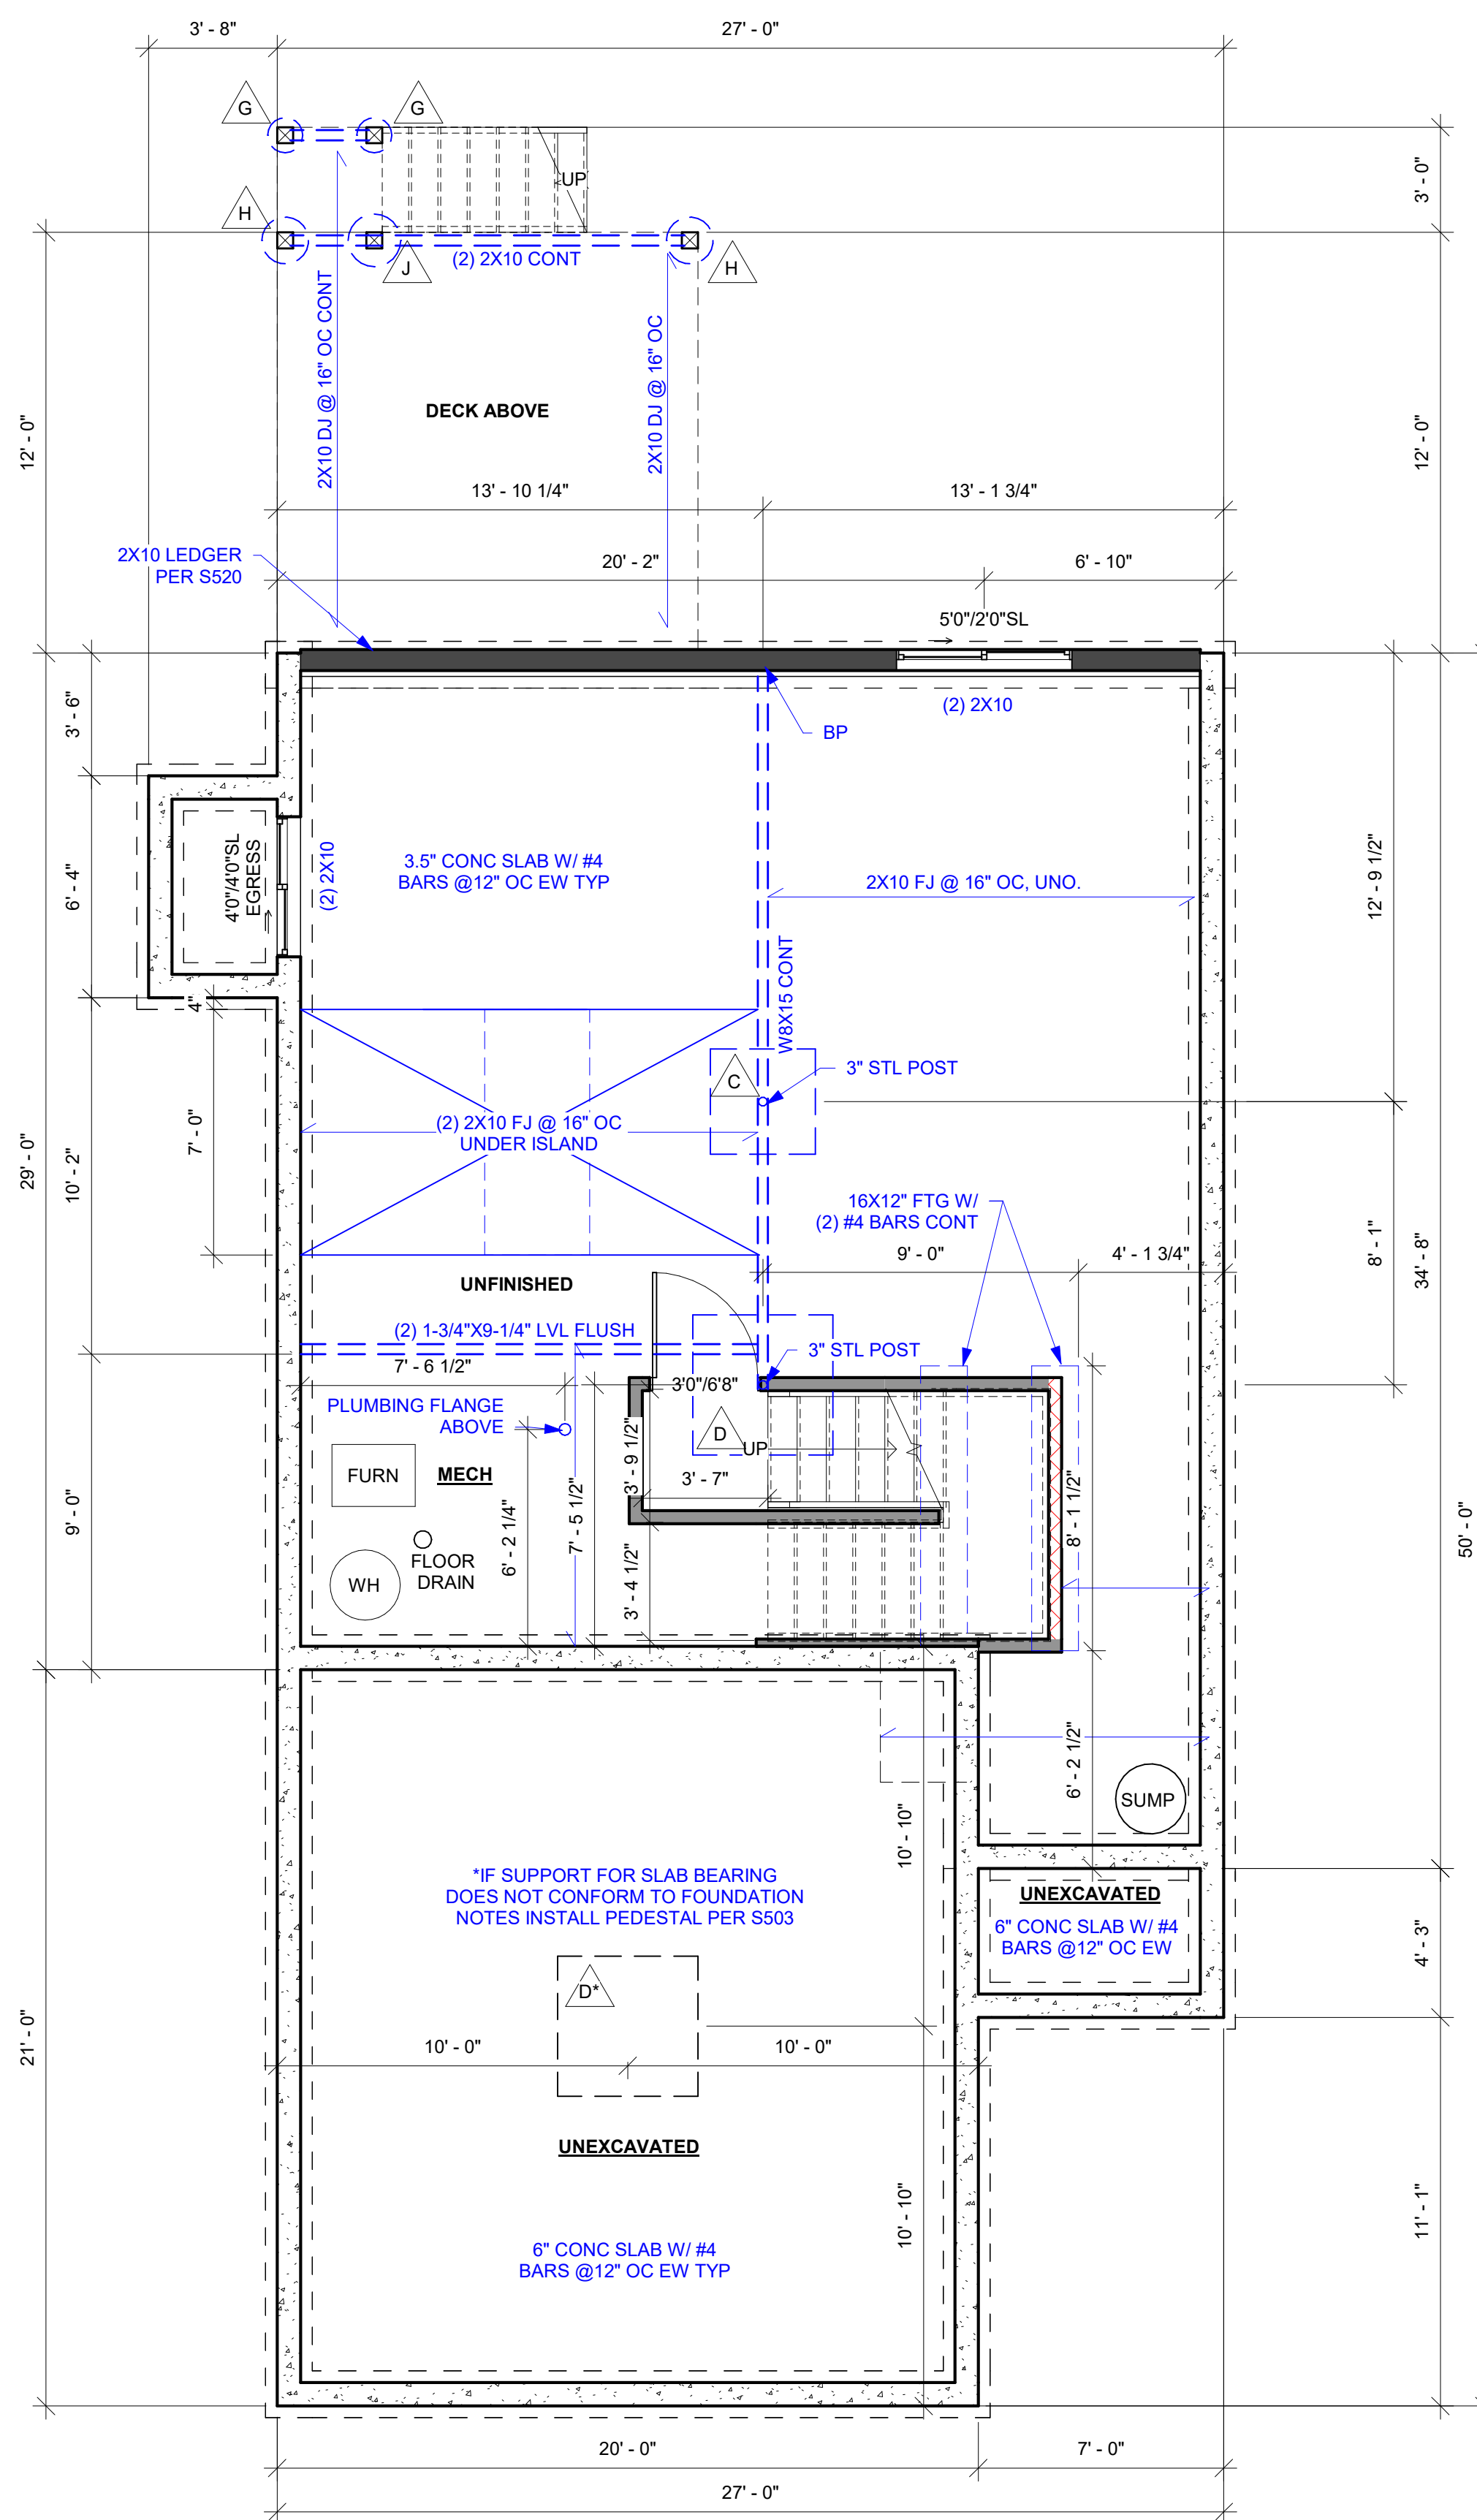 3' - 8"
27' - 0"
G
G
UP
3' - 0"
H
J
(2) 2X10 CONT
H
12' - 0"
2X10 DJ @ 16" OC CONT
2X10 DJ @ 16" OC
DECK ABOVE
12' - 0"
13' - 10 1/4"
13' - 1 3/4"
2X10 LEDGER
PER S520
20' - 2"
6' - 10"
5'0"/2'0"SL
3' - 6"
(2) 2X10
BP
6' - 4"
4'0"/4'0"SL
EGRESS
(2) 2X10
3.5" CONC SLAB W/ #4
BARS @12" OC EW TYP
2X10 FJ @ 16" OC, UNO.
12' - 9 1/2"
W8X15 CONT
4"
C
3" STL POST
29' - 0"
10' - 2"
7' - 0"
(2) 2X10 FJ @ 16" OC
UNDER ISLAND
16X12" FTG W/
(2) #4 BARS CONT
9' - 0"
4' - 1 3/4"
8' - 1"
34' - 8"
UNFINISHED
(2) 1-3/4"X9-1/4" LVL FLUSH
3" STL POST
7' - 6 1/2"
3'0"/6'8"
PLUMBING FLANGE
ABOVE
D
UP
FURN
MECH
3' - 9 1/2"
3' - 7"
9' - 0"
6' - 2 1/4"
7' - 5 1/2"
8' - 1 1/2"
50' - 0"
FLOOR
DRAIN
WH
3' - 4 1/2"
6' - 2 1/2"
SUMP
10' - 10"
*IF SUPPORT FOR SLAB BEARING
DOES NOT CONFORM TO FOUNDATION
NOTES INSTALL PEDESTAL PER S503
UNEXCAVATED
6" CONC SLAB W/ #4
BARS @12" OC EW
4' - 3"
D*
21' - 0"
10' - 0"
10' - 0"
UNEXCAVATED
10' - 10"
11' - 1"
6" CONC SLAB W/ #4
BARS @12" OC EW TYP
20' - 0"
7' - 0"
27' - 0"